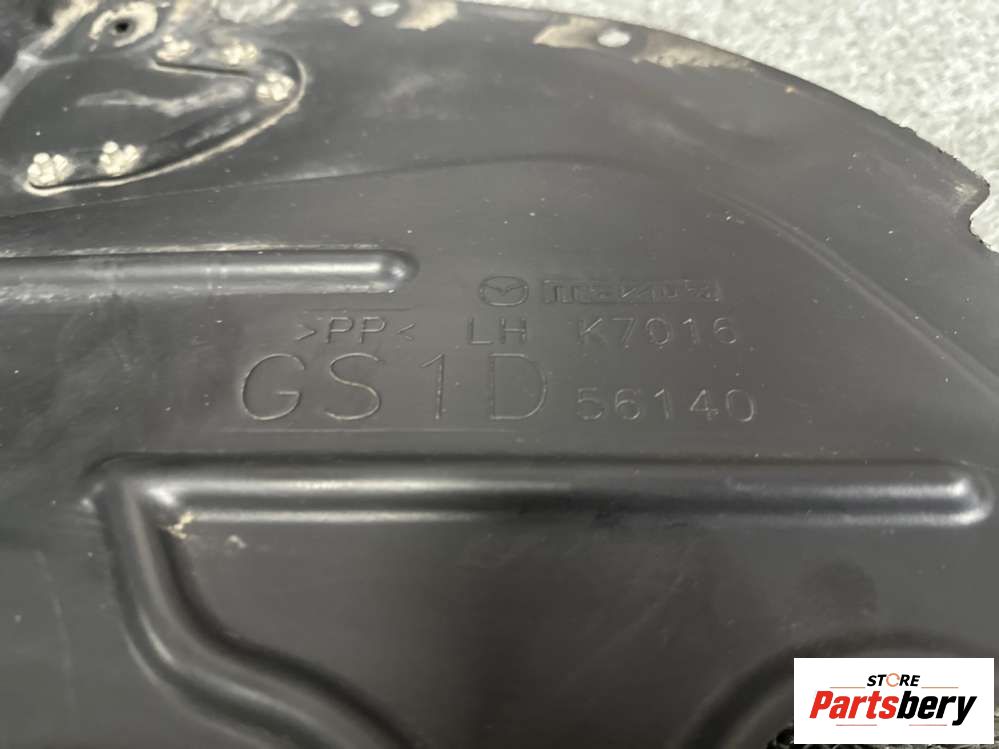 mazda
>PP< LH K7016
GS1D 56140
STORE
Partsbery